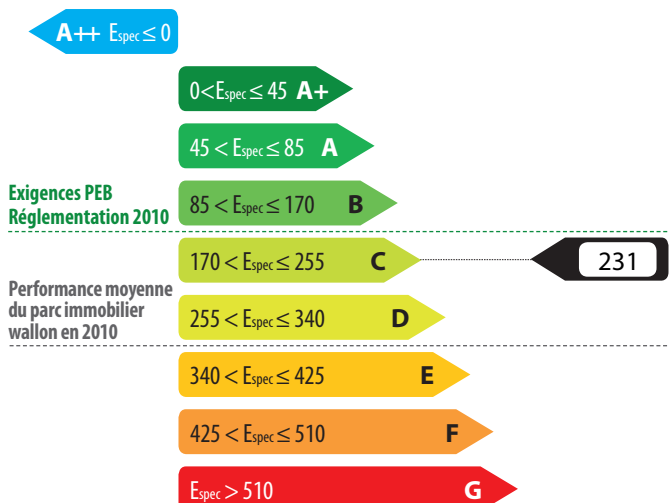 A++ Espec ≤ 0
0<Espec ≤ 45 A+
45 < Espec ≤ 85 A
Exigences PEB
Réglementation 2010
85 < Espec ≤ 170 B
170 < Espec ≤ 255 C
231
Performance moyenne
du parc immobilier
wallon en 2010
255 < Espec ≤ 340 D
340 < Espec ≤ 425 E
425 < Espec ≤ 510 F
Espec > 510 G